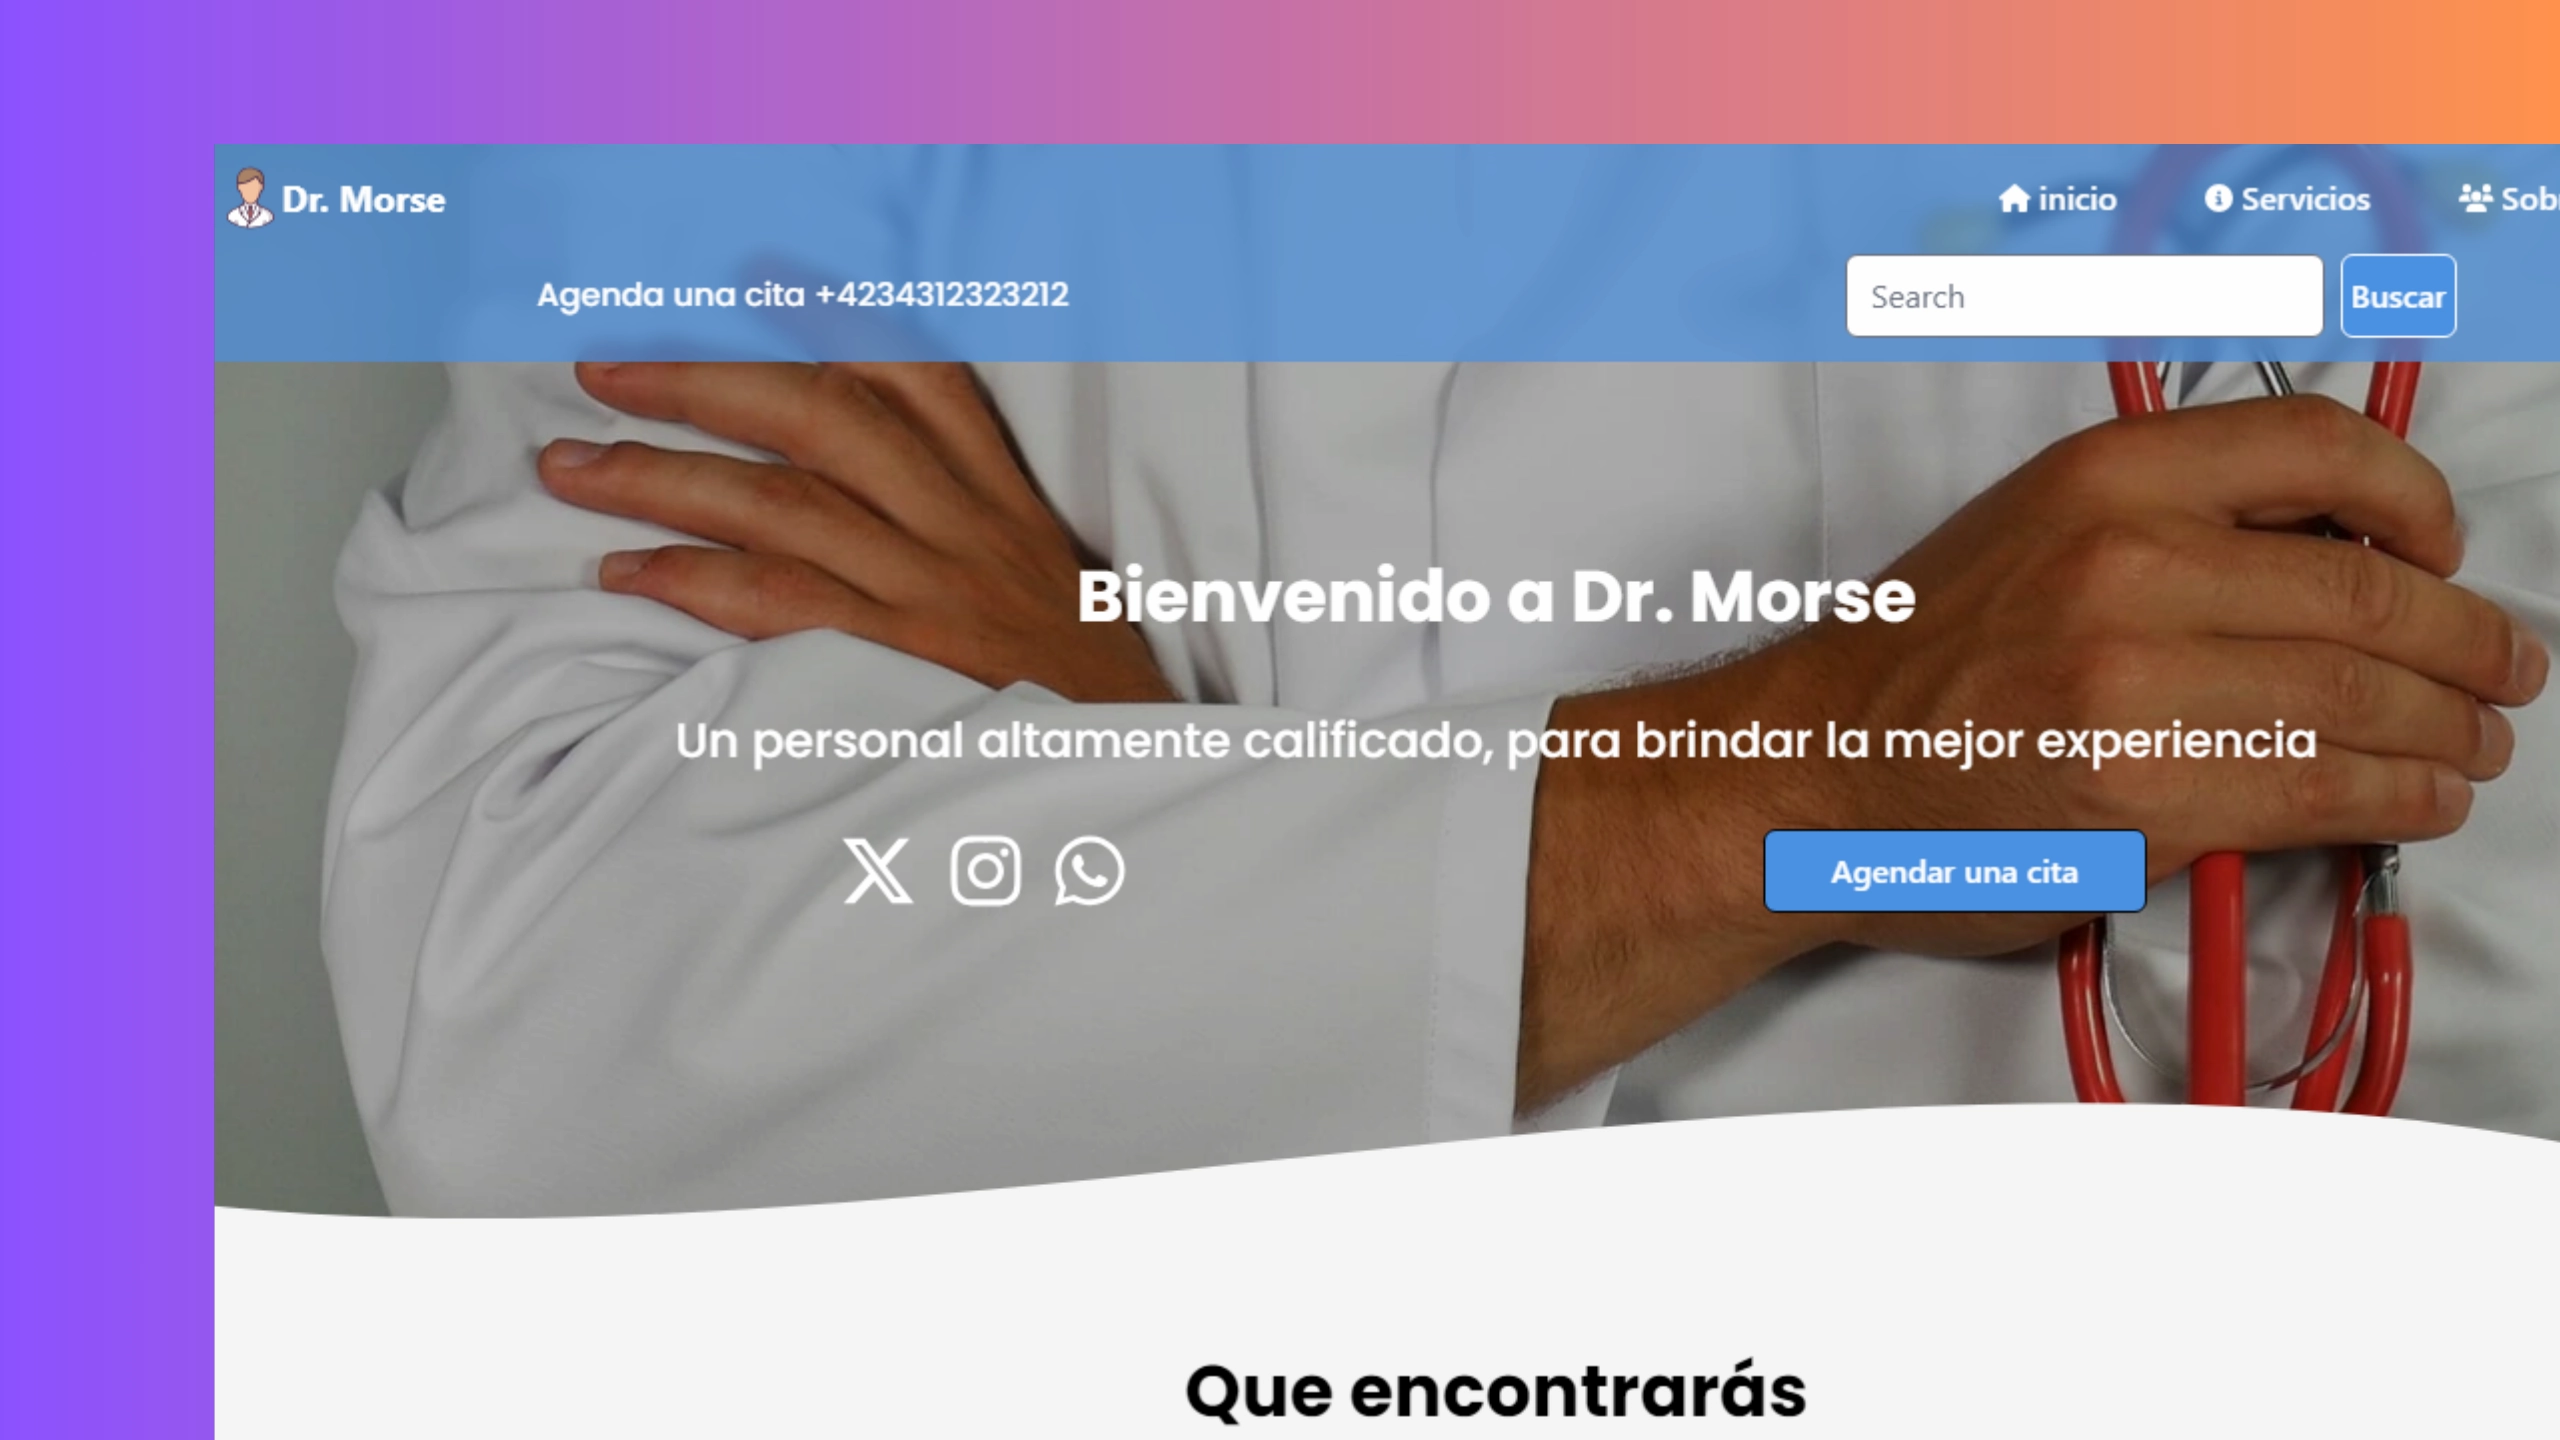 Dr. Morse
inicio
Servicios
Sob
Agenda una cita +4234312323212
Search
Buscar
Bienvenido a Dr. Morse
Un personal altamente calificado, para brindar la mejor experiencia
Agendar una cita
Que encontrarás